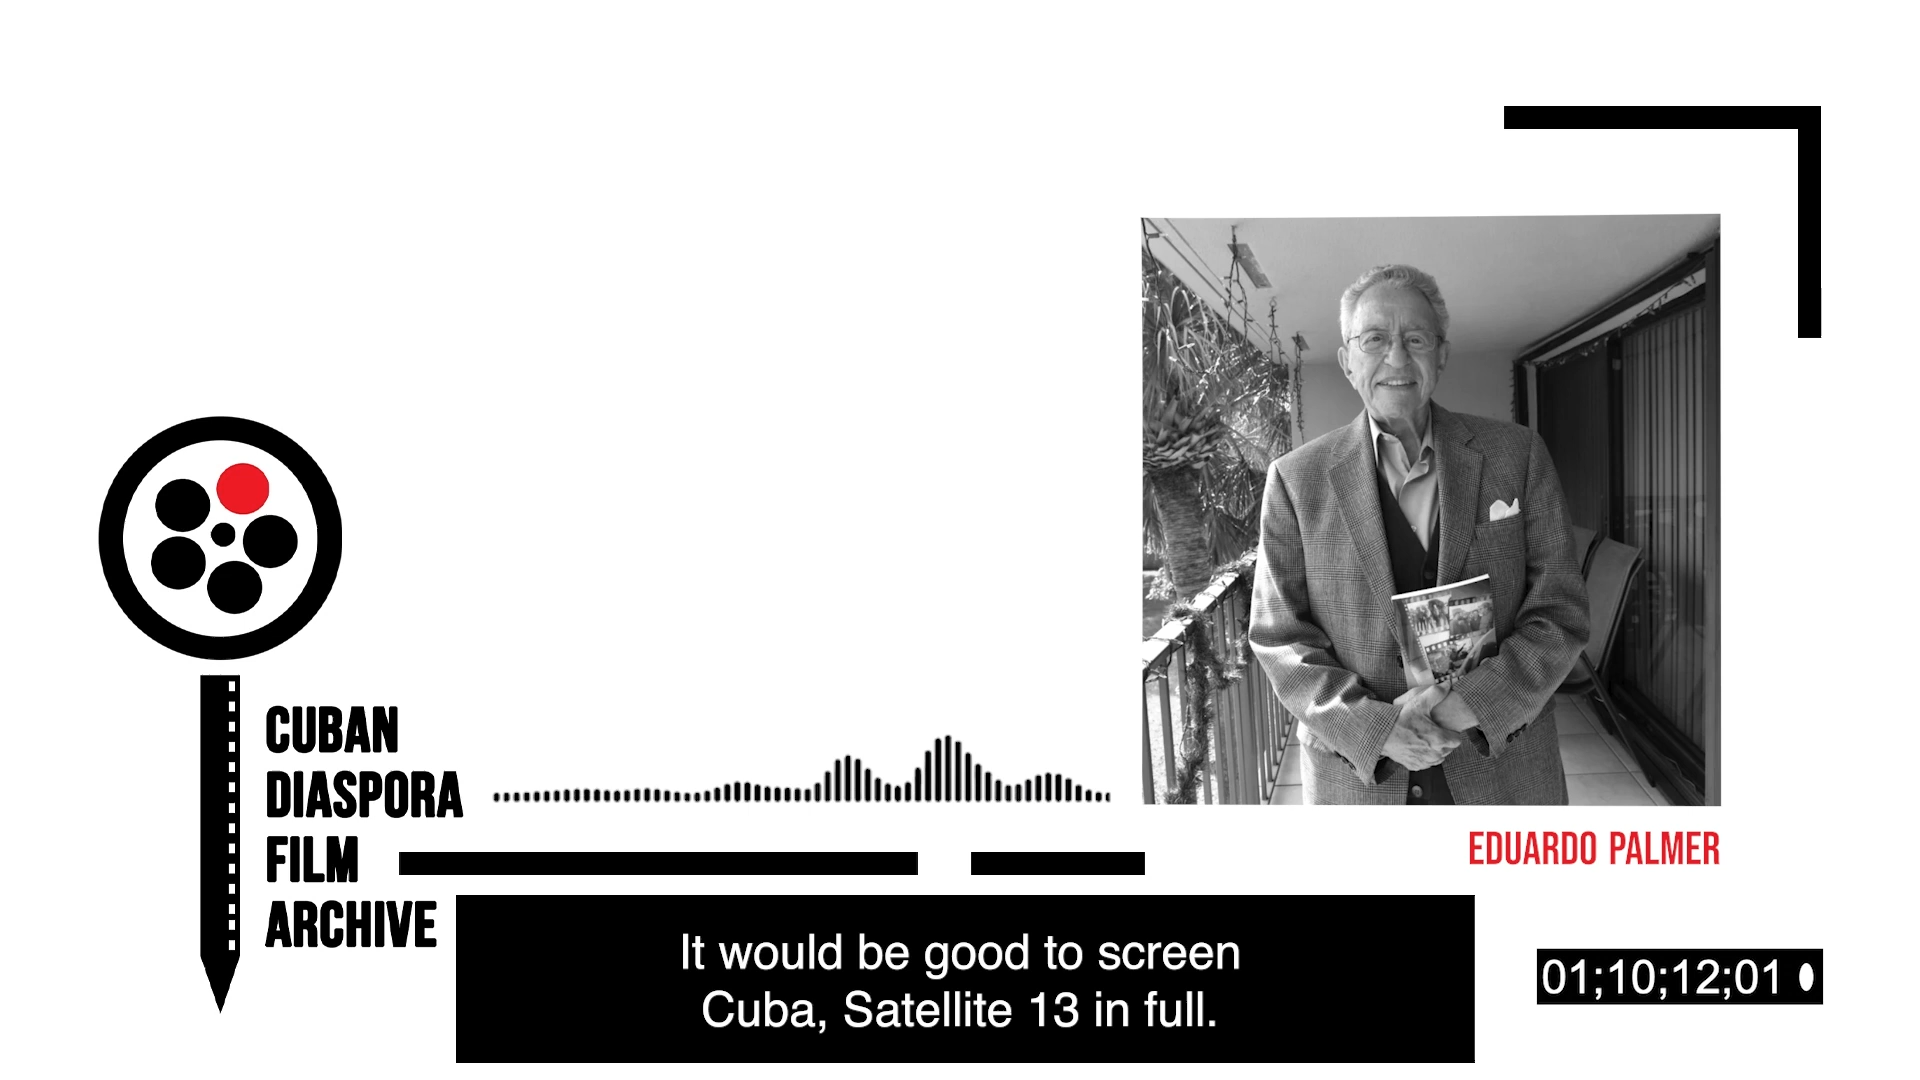 CUBAN
DIASPORA
FILM
ARCHIVE
EDUARDO PALMER
It would be good to screen
Cuba, Satellite 13 in full.
01;10;12;01